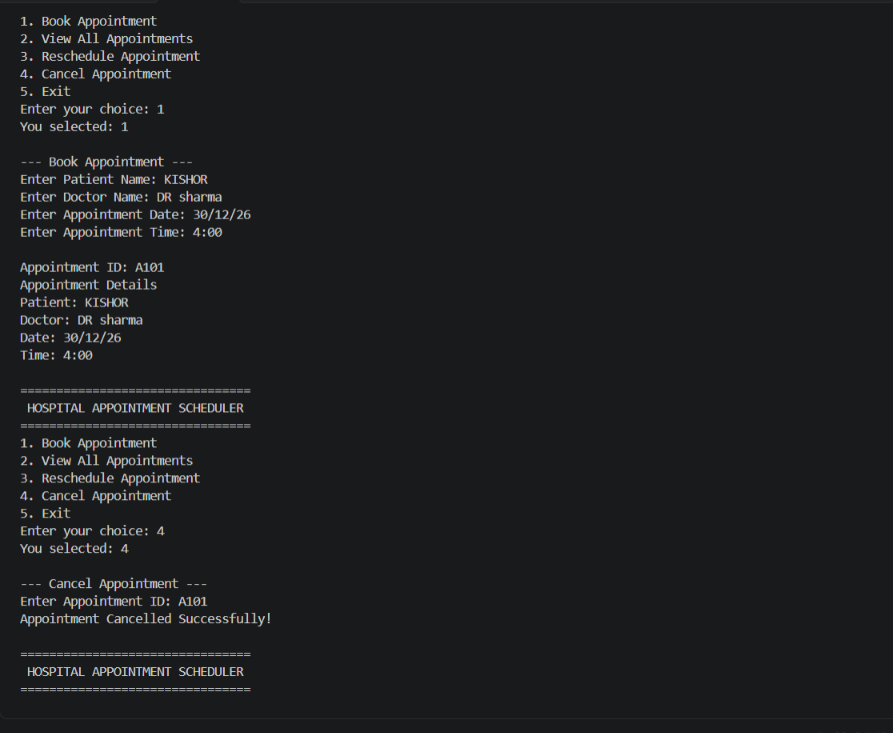 1. Book Appointment
2. View All Appointments
3. Reschedule Appointment
4. Cancel Appointment
5. Exit
Enter your choice: 1
You selected: 1
--- Book Appointment ---
Enter Patient Name: KISHOR
Enter Doctor Name: DR sharma
Enter Appointment Date: 30/12/26
Enter Appointment Time: 4:00
Appointment ID: A101
Appointment Details
Patient: KISHOR
Doctor: DR sharma
Date: 30/12/26
Time: 4:00
================================
HOSPITAL APPOINTMENT SCHEDULER
================================
1. Book Appointment
2. View All Appointments
3. Reschedule Appointment
4. Cancel Appointment
5. Exit
Enter your choice: 4
You selected: 4
--- Cancel Appointment ---
Enter Appointment ID: A101
Appointment Cancelled Successfully!
================================
HOSPITAL APPOINTMENT SCHEDULER
================================